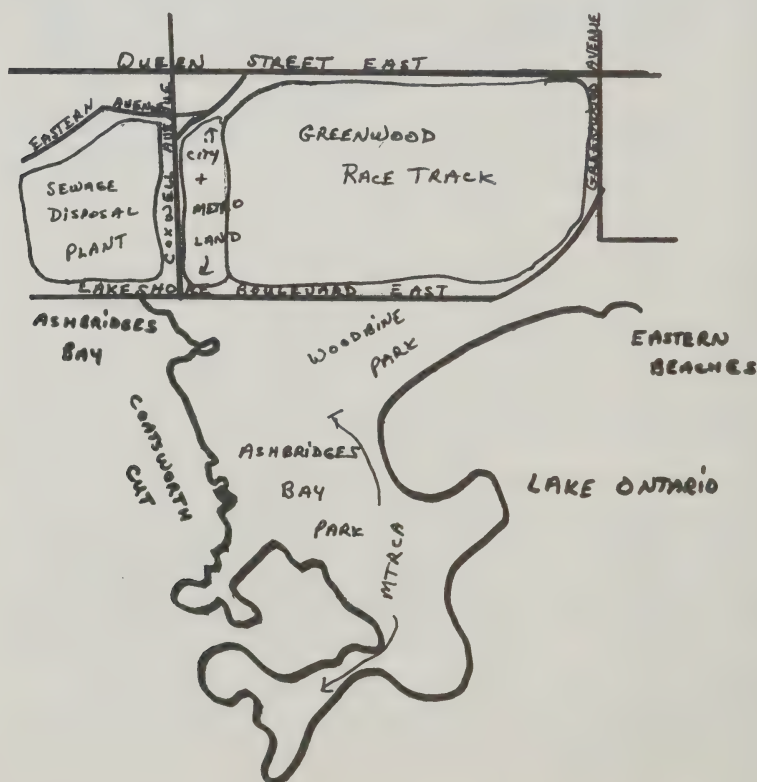 QUEEN STREET EAST
EASTERN AVENUE
COXWELL AVENUE
GREENWOOD AVENUE
CITY
+
METRO
LAND
GREENWOOD
RACE TRACK
SEWAGE
DISPOSAL
PLANT
LAKESHORE BOULEVARD EAST
ASHBRIDGES
BAY
WOODBINE
PARK
EASTERN
BEACHES
COATSWORTH
CUT
ASHBRIDGES
BAY
PARK
LAKE ONTARIO
MTRCA